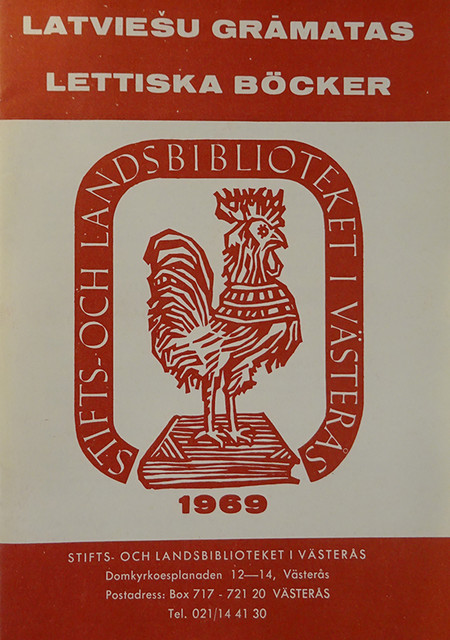 LATVIEŠU GRĀMATAS
LETTISKA BÖCKER
STIFTS- OCH LANDSBIBLIOTEKET I VÄSTERÅS
1969
STIFTS- OCH LANDSBIBLIOTEKET I VÄSTERÅS
Domkyrkoesplanaden 12—14, Västerås
Postadress: Box 717 - 721 20 VÄSTERÅS
Tel. 021/14 41 30